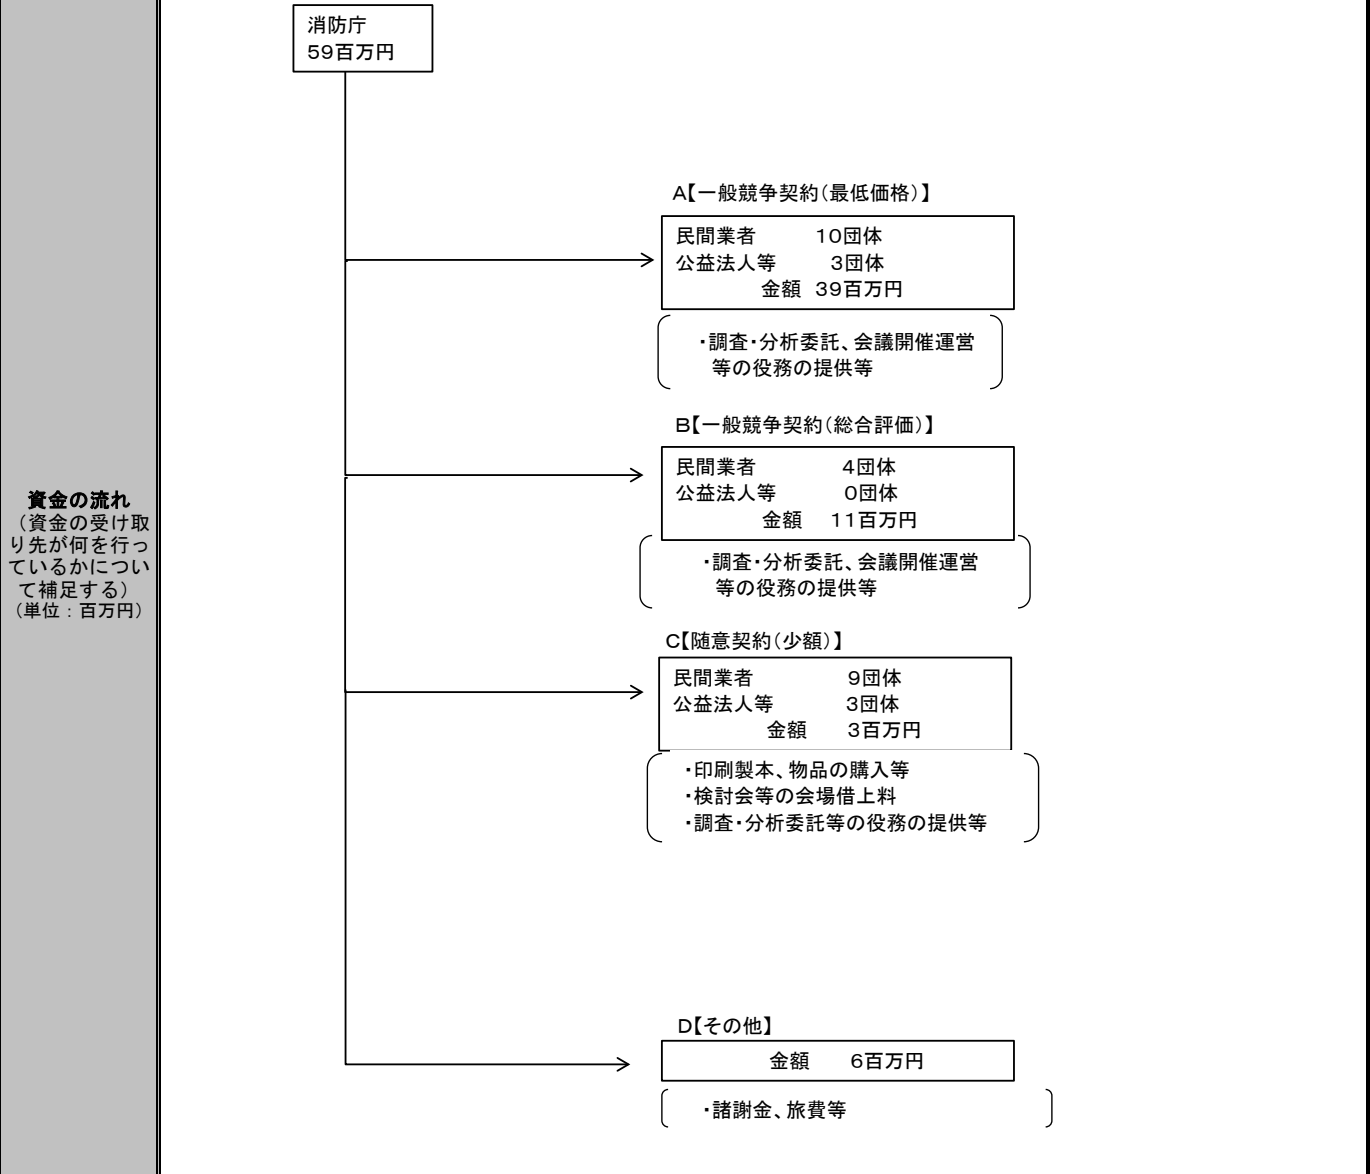 資金の流れ
（資金の受け取
り先が何を行っ
ているかについ
て補足する）
（単位：百万円）
消防庁
59百万円
A【一般競争契約（最低価格）】
民間業者 10団体
公益法人等 3団体
金額 39百万円
・調査・分析委託、会議開催運営
等の役務の提供等
B【一般競争契約（総合評価）】
民間業者 4団体
公益法人等 0団体
金額 11百万円
・調査・分析委託、会議開催運営
等の役務の提供等
C【随意契約（少額）】
民間業者 9団体
公益法人等 3団体
金額 3百万円
・印刷製本、物品の購入等
・検討会等の会場借上料
・調査・分析委託等の役務の提供等
D【その他】
金額 6百万円
・諸謝金、旅費等